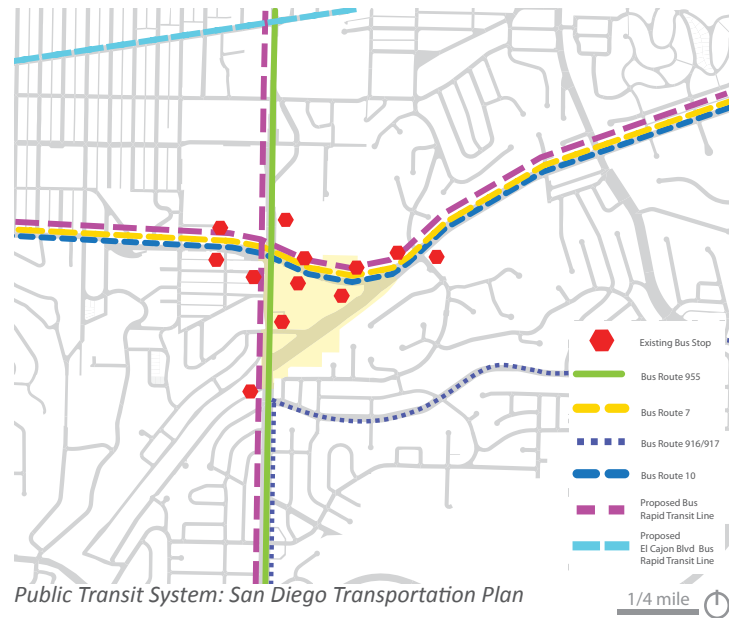 Existing Bus Stop
Bus Route 955
Bus Route 7
Bus Route 916/917
Bus Route 10
Proposed Bus
Rapid Transit Line
Proposed
El Cajon Blvd Bus
Rapid Transit Line
Public Transit System: San Diego Transportation Plan
1/4 mile